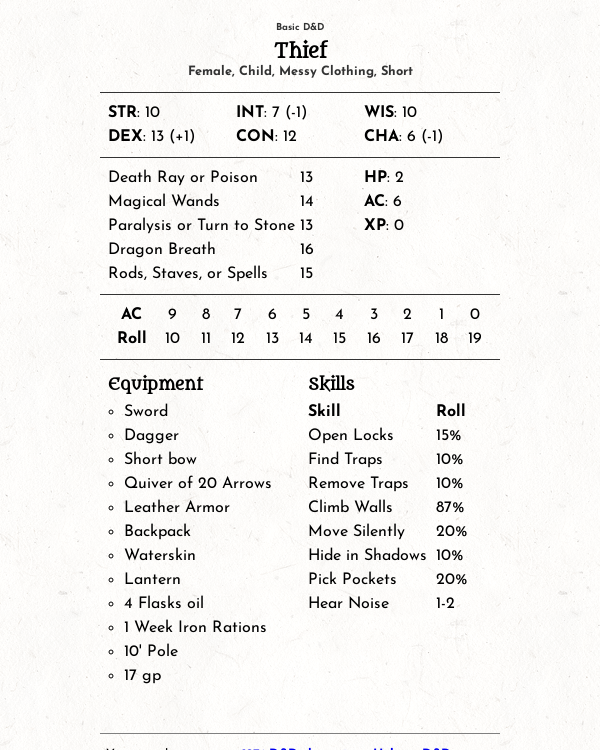 Basic D&D
Thief
Female, Child, Messy Clothing, Short
STR: 10 INT: 7 (-1) WIS: 10
DEX: 13 (+1) CON: 12 CHA: 6 (-1)
Death Ray or Poison 13
Magical Wands 14
Paralysis or Turn to Stone 13
Dragon Breath 16
Rods, Staves, or Spells 15
HP: 2
AC: 6
XP: 0
AC 9 8 7 6 5 4 3 2 1 0
Roll 10 11 12 13 14 15 16 17 18 19
Equipment
Sword
Dagger
Short bow
Quiver of 20 Arrows
Leather Armor
Backpack
Waterskin
Lantern
4 Flasks oil
1 Week Iron Rations
10' Pole
17 gp
Skills
Skill Roll
Open Locks 15%
Find Traps 10%
Remove Traps 10%
Climb Walls 87%
Move Silently 20%
Hide in Shadows 10%
Pick Pockets 20%
Hear Noise 1-2